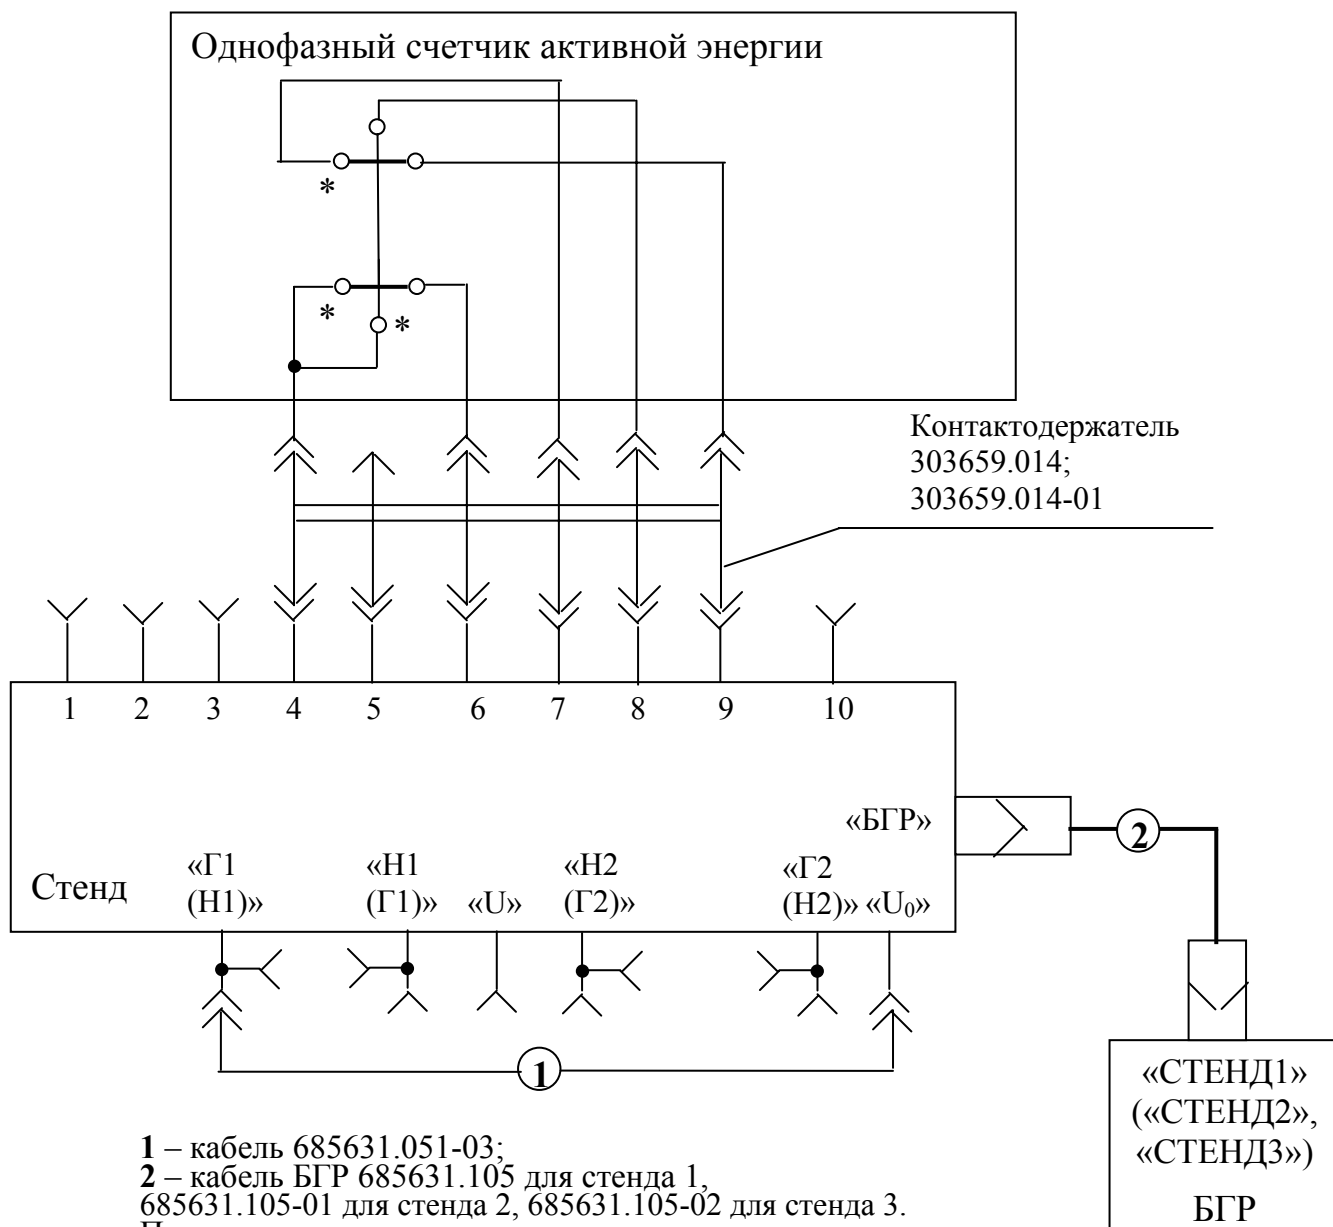 Однофазный счетчик активной энергии
*
*
*
Контактодержатель
303659.014;
303659.014-01
1 2 3 4 5 6 7 8 9 10
«БГР»
2
Стенд
«Г1
(Н1)»
«Н1
(Г1)»
«U»
«Н2
(Г2)»
«Г2
(Н2)»
«U₀»
1
«СТЕНД1»
(«СТЕНД2»,
«СТЕНД3»)
БГР
1 – кабель 685631.051-03;
2 – кабель БГР 685631.105 для стенда 1,
685631.105-01 для стенда 2, 685631.105-02 для стенда 3.